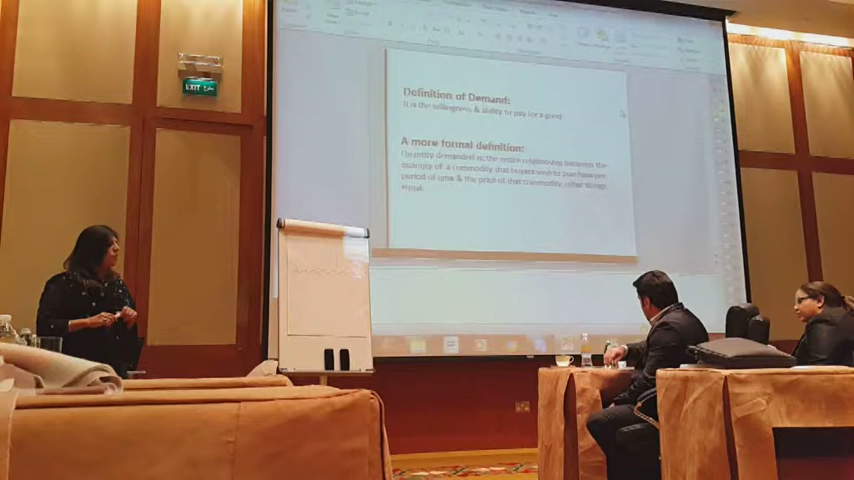 EXIT خروج
Definition of Demand:
It is the willingness & ability to pay for a good
A more formal definition:
Quantity demanded is the entire relationship between the
quantity of a commodity that buyers wish to purchase per
period of time & the price of that commodity, other things
equal.